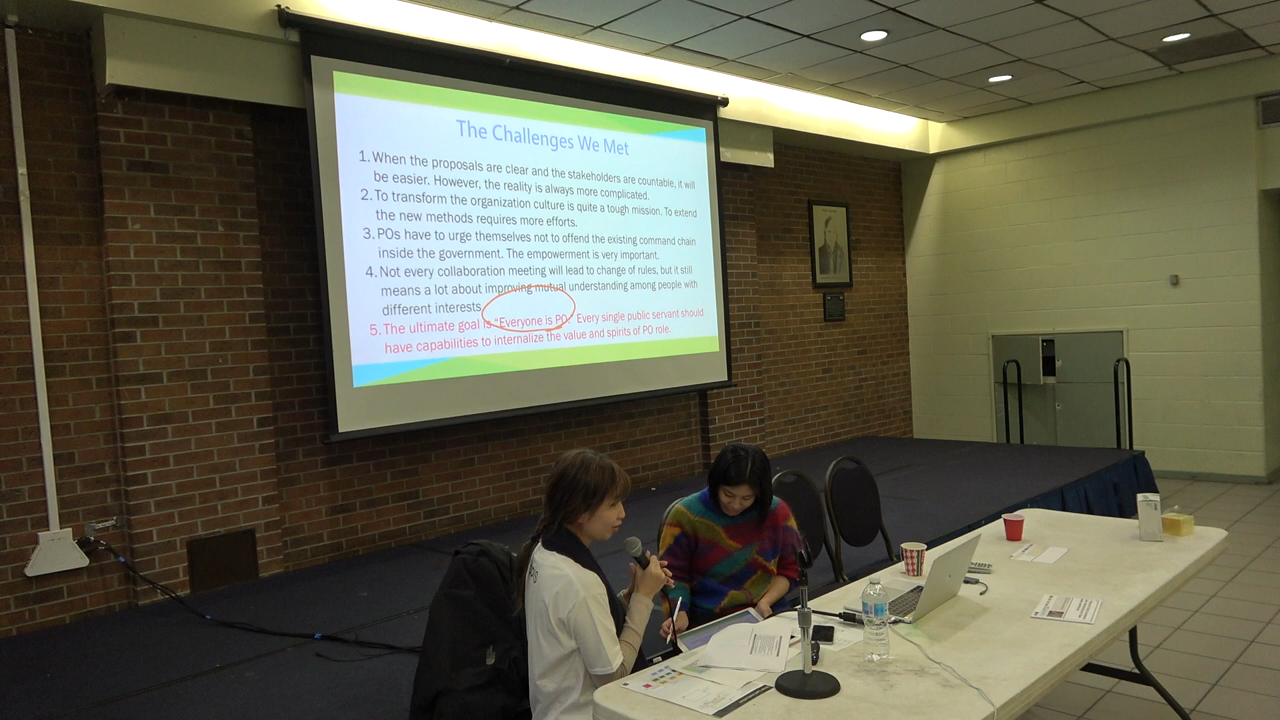 The Challenges We Met
1. When the proposals are clear and the stakeholders are countable, it will
be easier. However, the reality is always more complicated.
2. To transform the organization culture is quite a tough mission. To extend
the new methods requires more efforts.
3. POs have to urge themselves not to offend the existing command chain
inside the government. The empowerment is very important.
4. Not every collaboration meeting will lead to change of rules, but it still
means a lot about improving mutual understanding among people with
different interests
5. The ultimate goal is "Everyone is PO." Every single public servant should
have capabilities to internalize the value and spirits of PO role.